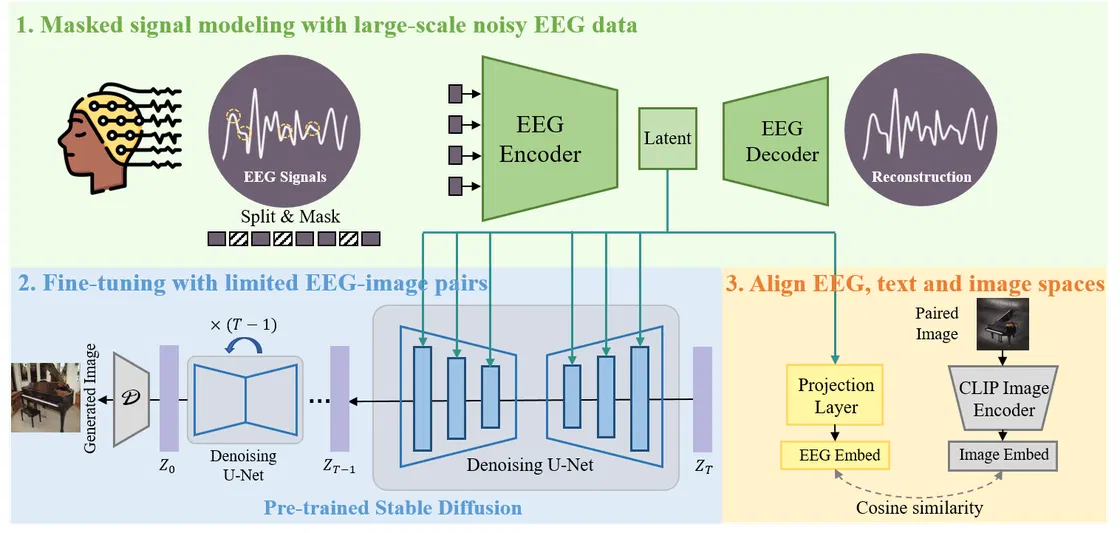 1. Masked signal modeling with large-scale noisy EEG data
EEG Signals
Split & Mask
EEG
Encoder
Latent
EEG
Decoder
Reconstruction
2. Fine-tuning with limited EEG-image pairs
× (T − 1)
Generated Image
𝒟
Z₀
Denoising
U-Net
...
Z_{T−1}
Denoising U-Net
Z_T
Pre-trained Stable Diffusion
3. Align EEG, text and image spaces
Paired
Image
Projection
Layer
CLIP Image
Encoder
EEG Embed
Image Embed
Cosine similarity